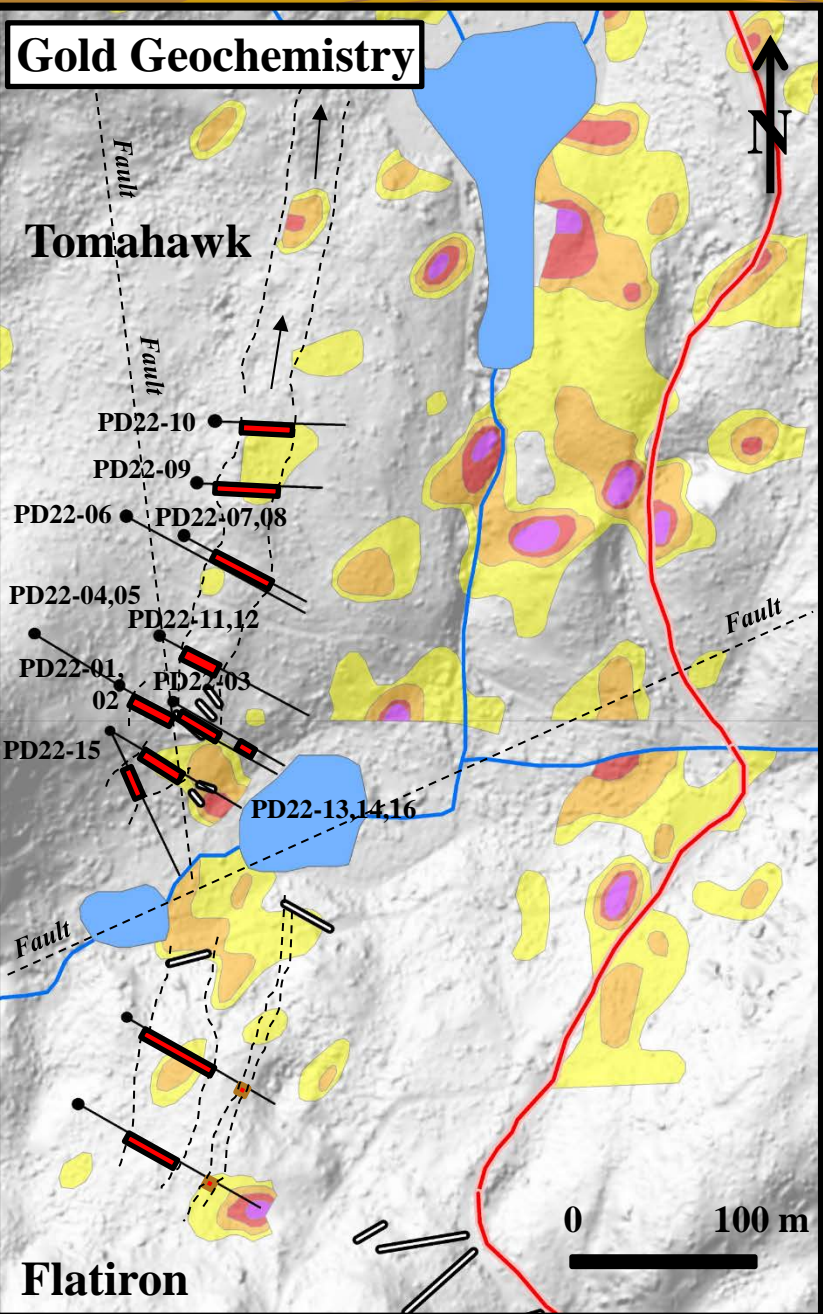 Gold Geochemistry
N
Fault
Tomahawk
Fault
PD22-10
PD22-09
PD22-06
PD22-07,08
PD22-04,05
PD22-11,12
Fault
PD22-01,
02
PD22-03
PD22-15
PD22-13,14,16
Fault
0
100 m
Flatiron